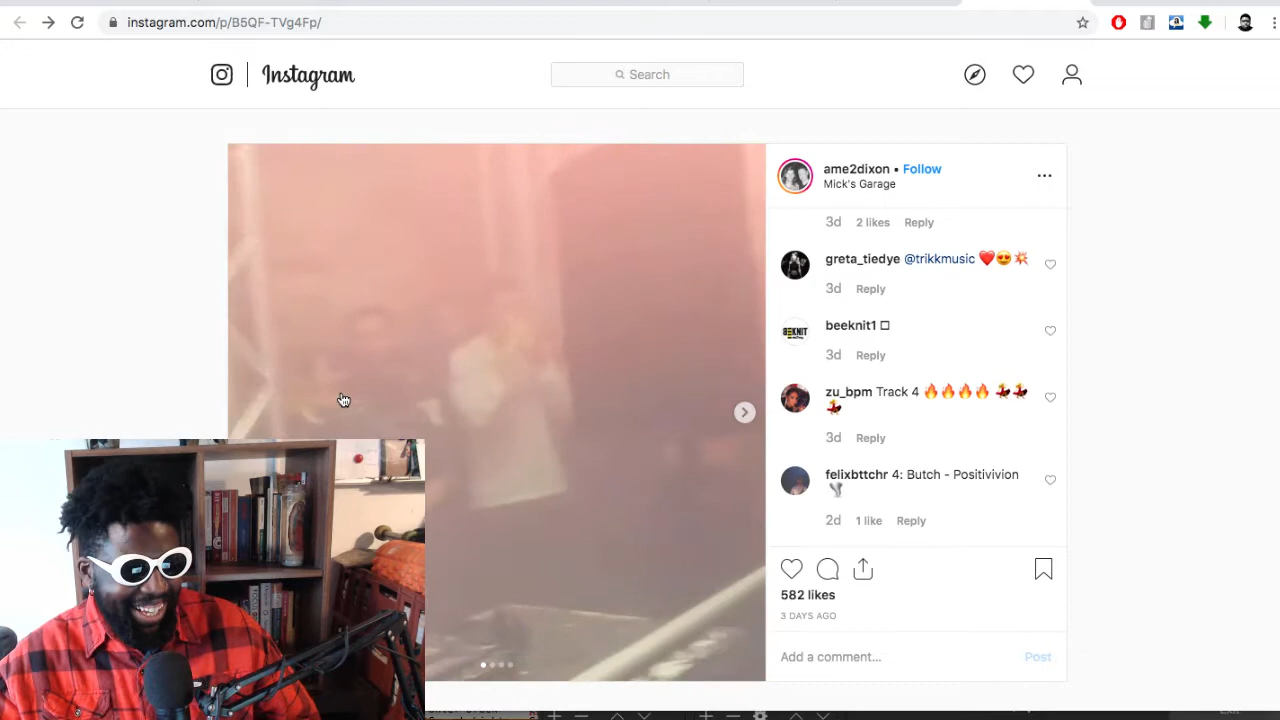 instagram.com/p/B5QF-TVg4Fp/
Instagram
Search
ame2dixon • Follow
Mick's Garage
3d 2 likes Reply
greta_tiedye @trikkmusic ❤️😍💥
3d Reply
beeknit1 □
3d Reply
zu_bpm Track 4 🔥🔥🔥🔥 💃💃
💃
3d Reply
felixbttchr 4: Butch - Positivivion
2d 1 like Reply
582 likes
3 DAYS AGO
Add a comment... Post